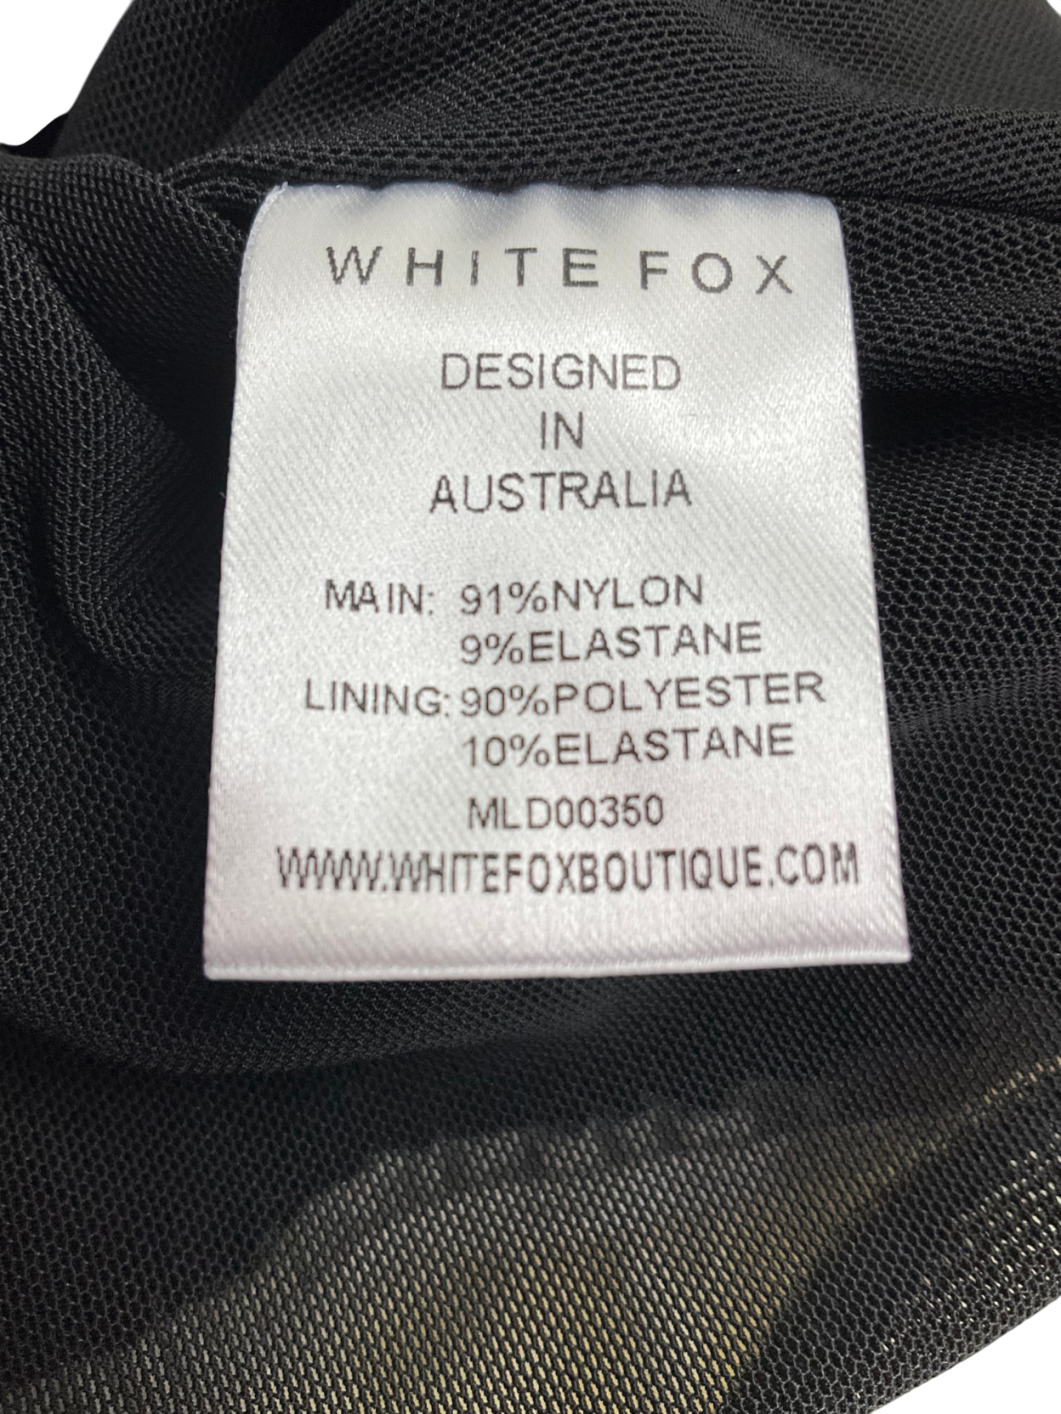 WHITE FOX
DESIGNED
IN
AUSTRALIA
MAIN: 91%NYLON
9%ELASTANE
LINING: 90%POLYESTER
10%ELASTANE
MLD00350
WWW.WHITEFOXBOUTIQUE.COM